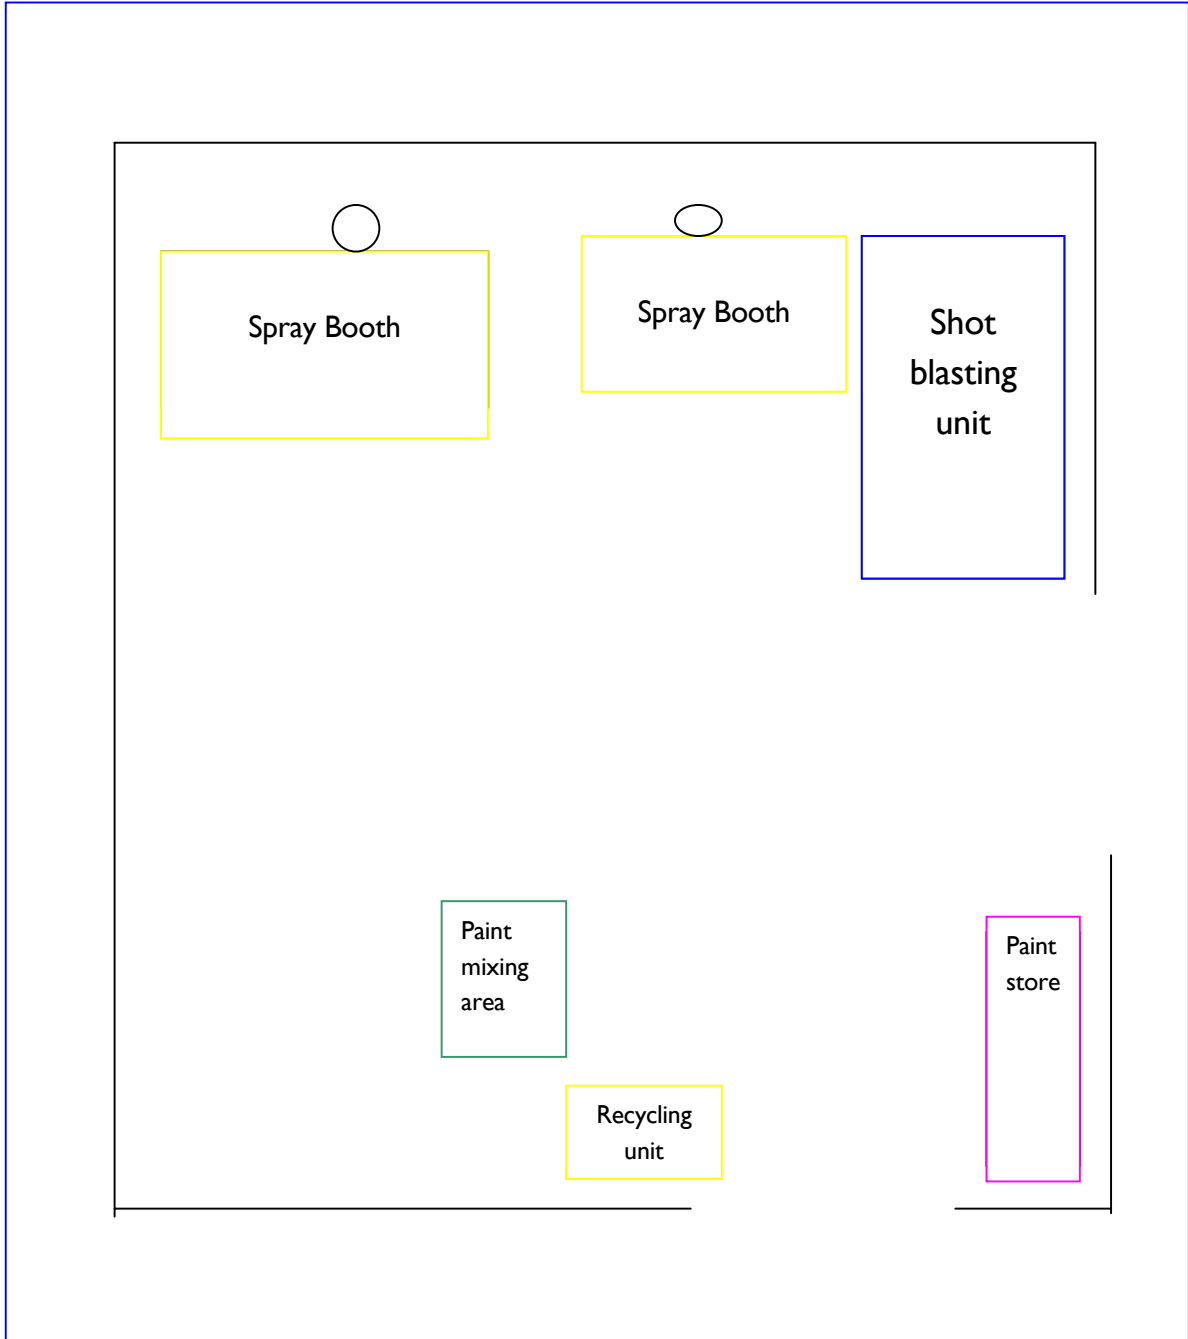 Spray Booth
Spray Booth
Shot
blasting
unit
Paint
mixing
area
Paint
store
Recycling
unit